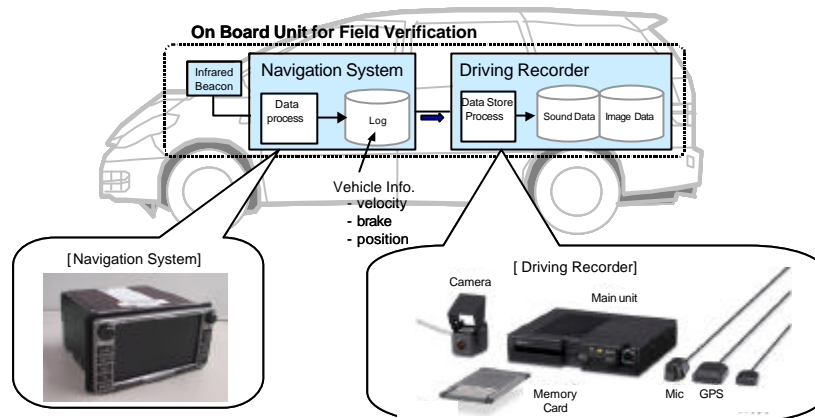 On Board Unit for Field Verification
Infrared
Beacon
Navigation System
Data
process
Log
Driving Recorder
Data Store
Process
Sound Data
Image Data
Vehicle Info.
- velocity
- brake
- position
[Navigation System]
[ Driving Recorder]
Camera
Main unit
Memory
Card
Mic
GPS